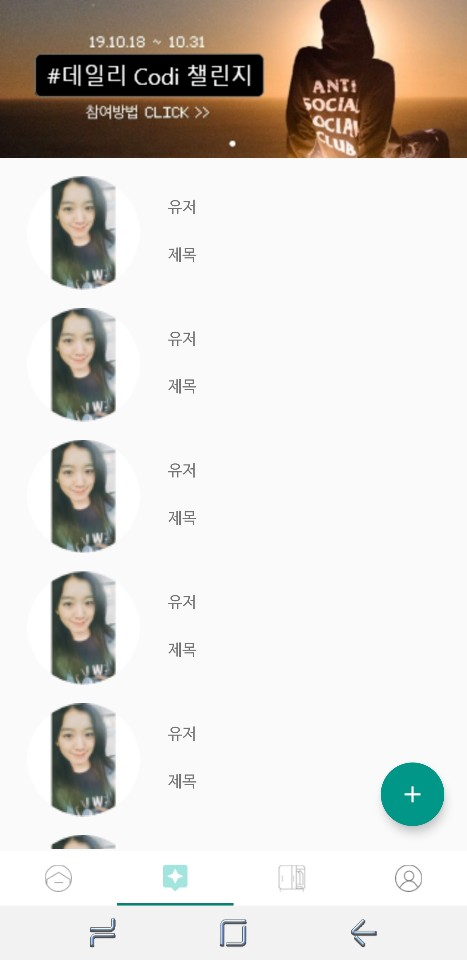 19.10.18 ~ 10.31
#데일리 Codi 챌린지
참여방법 CLICK >>
ANTI
SOCIAL
SOCIAL
CLUB
유저
제목
유저
제목
유저
제목
유저
제목
유저
제목
+